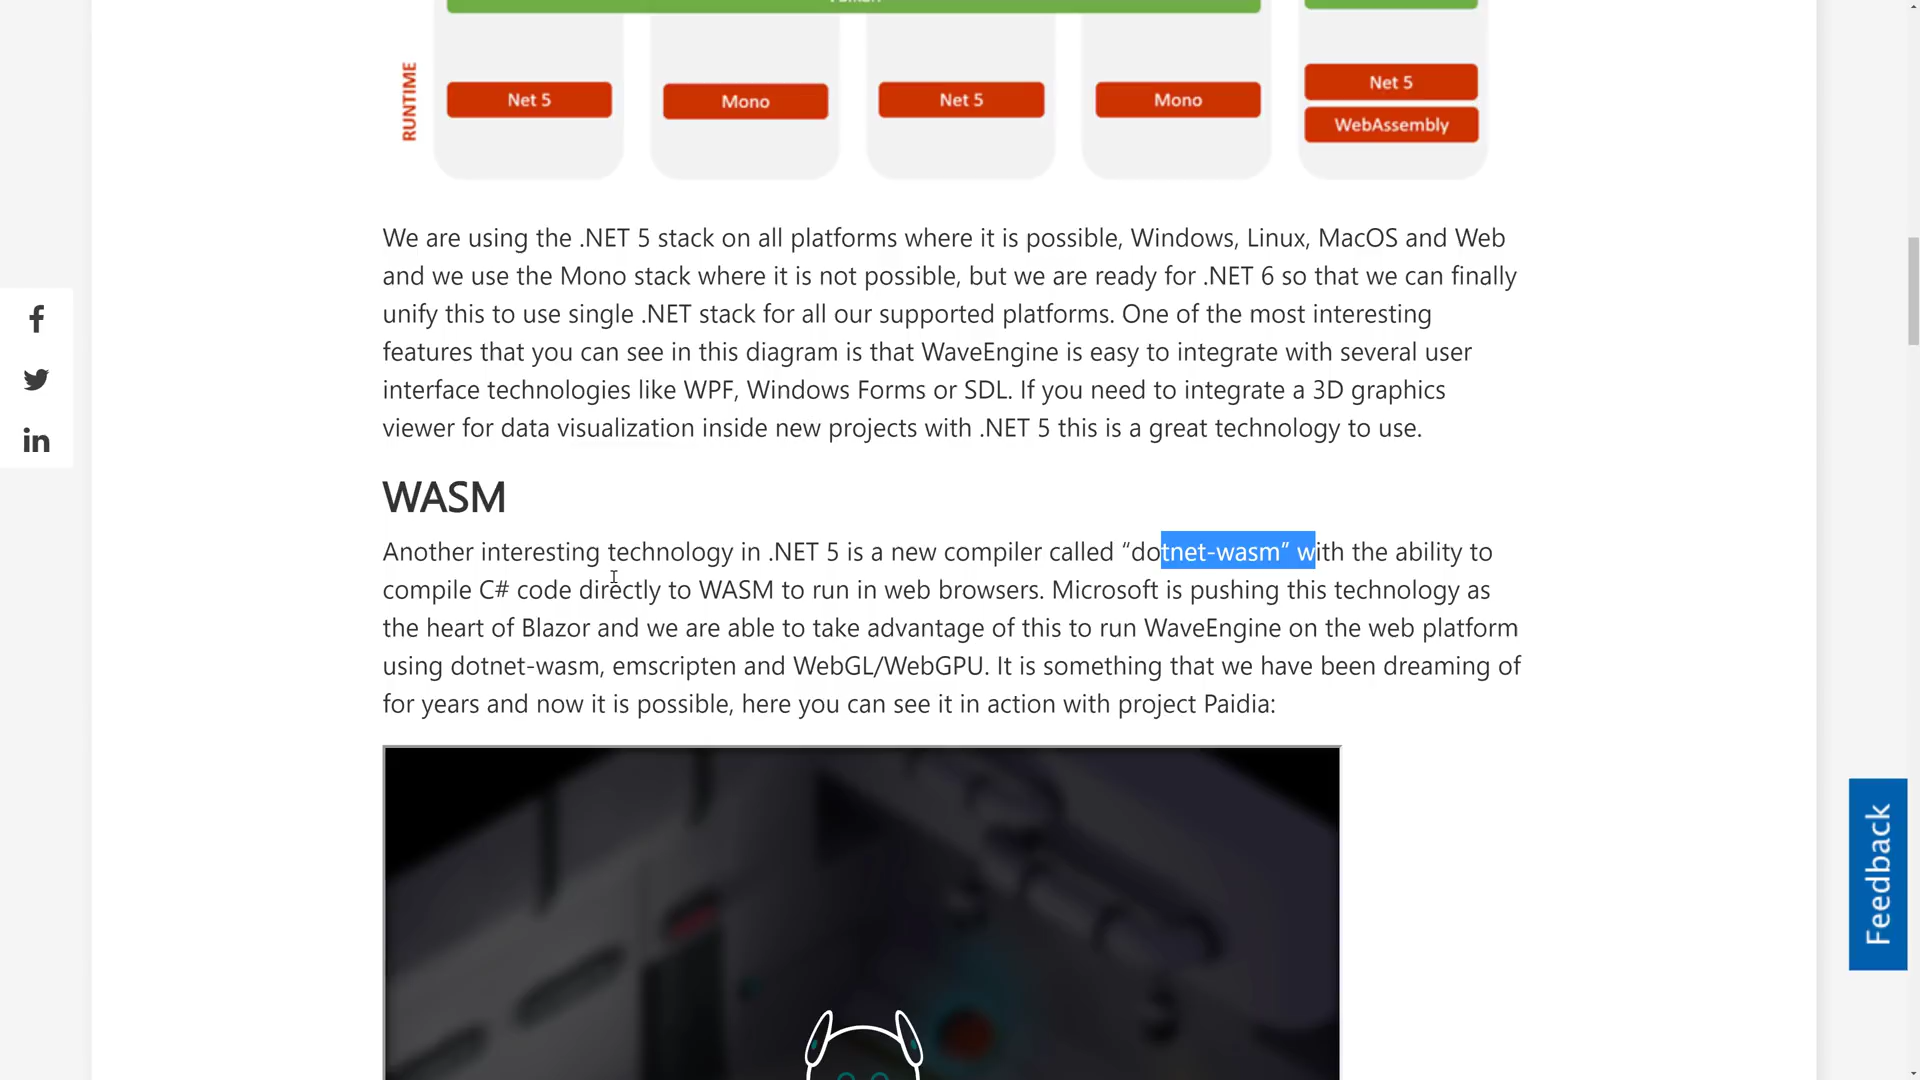 RUNTIME
Net 5
Mono
Net 5
Mono
Net 5
WebAssembly
We are using the .NET 5 stack on all platforms where it is possible, Windows, Linux, MacOS and Web
and we use the Mono stack where it is not possible, but we are ready for .NET 6 so that we can finally
unify this to use single .NET stack for all our supported platforms. One of the most interesting
features that you can see in this diagram is that WaveEngine is easy to integrate with several user
interface technologies like WPF, Windows Forms or SDL. If you need to integrate a 3D graphics
viewer for data visualization inside new projects with .NET 5 this is a great technology to use.
WASM
Another interesting technology in .NET 5 is a new compiler called “dotnet-wasm” with the ability to
compile C# code directly to WASM to run in web browsers. Microsoft is pushing this technology as
the heart of Blazor and we are able to take advantage of this to run WaveEngine on the web platform
using dotnet-wasm, emscripten and WebGL/WebGPU. It is something that we have been dreaming of
for years and now it is possible, here you can see it in action with project Paidia:
Feedback